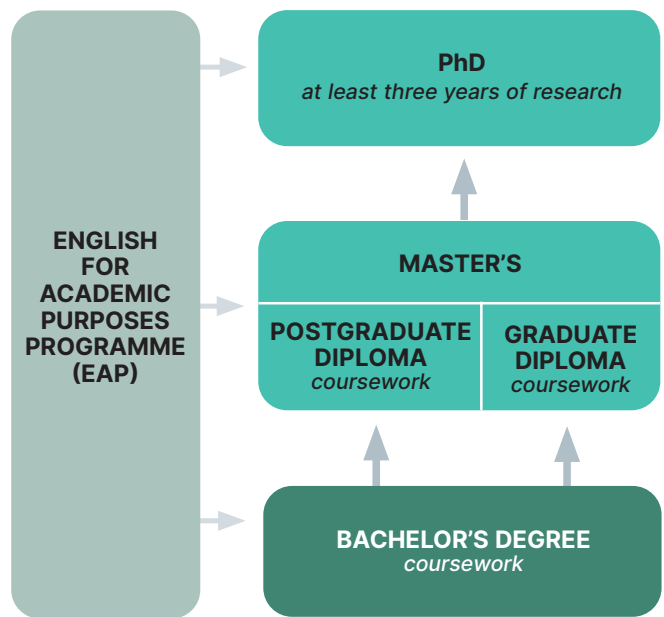 ENGLISH
FOR
ACADEMIC
PURPOSES
PROGRAMME
(EAP)
PhD
at least three years of research
MASTER’S
POSTGRADUATE
DIPLOMA
coursework
GRADUATE
DIPLOMA
coursework
BACHELOR’S DEGREE
coursework